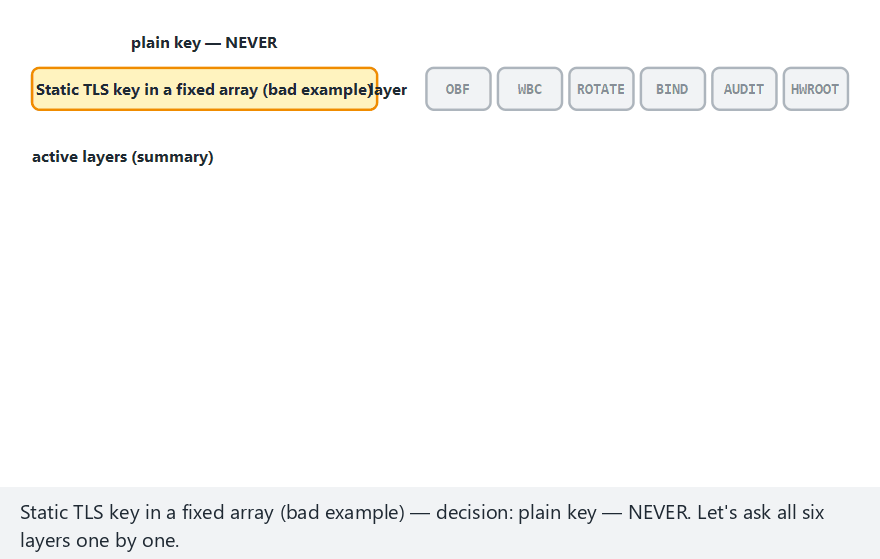 plain key — NEVER
Static TLS key in a fixed array (bad example) layer OBF WBC ROTATE BIND AUDIT HWROOT
active layers (summary)
Static TLS key in a fixed array (bad example) — decision: plain key — NEVER. Let's ask all six
layers one by one.